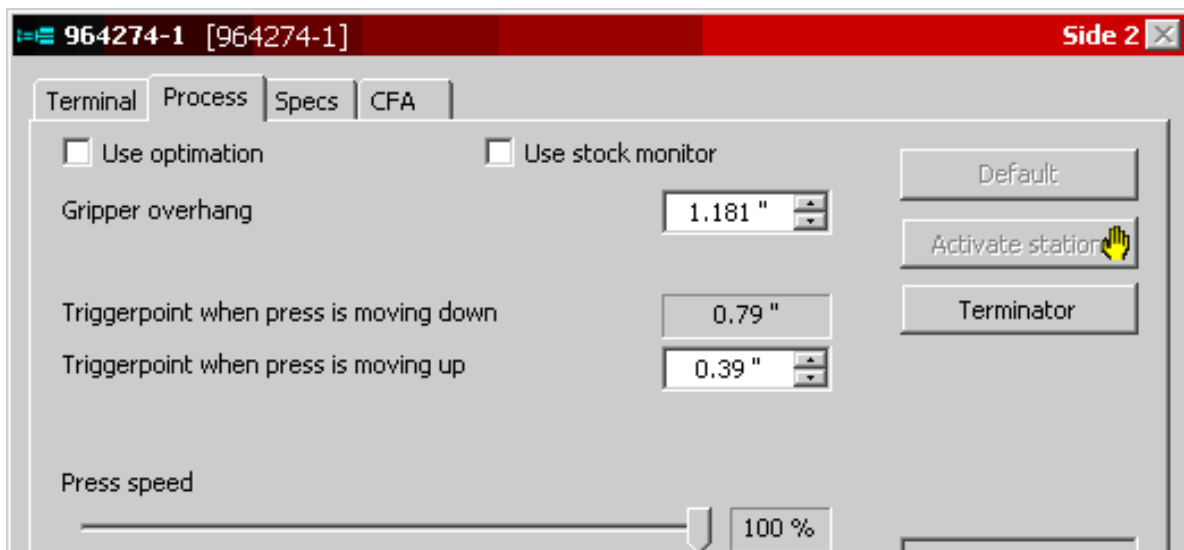 964274-1 [964274-1] Side 2
Terminal Process Specs CFA
Use optimation Use stock monitor
Default
Gripper overhang 1.181 "
Activate station
Triggerpoint when press is moving down 0.79 "
Terminator
Triggerpoint when press is moving up 0.39 "
Press speed
100 %